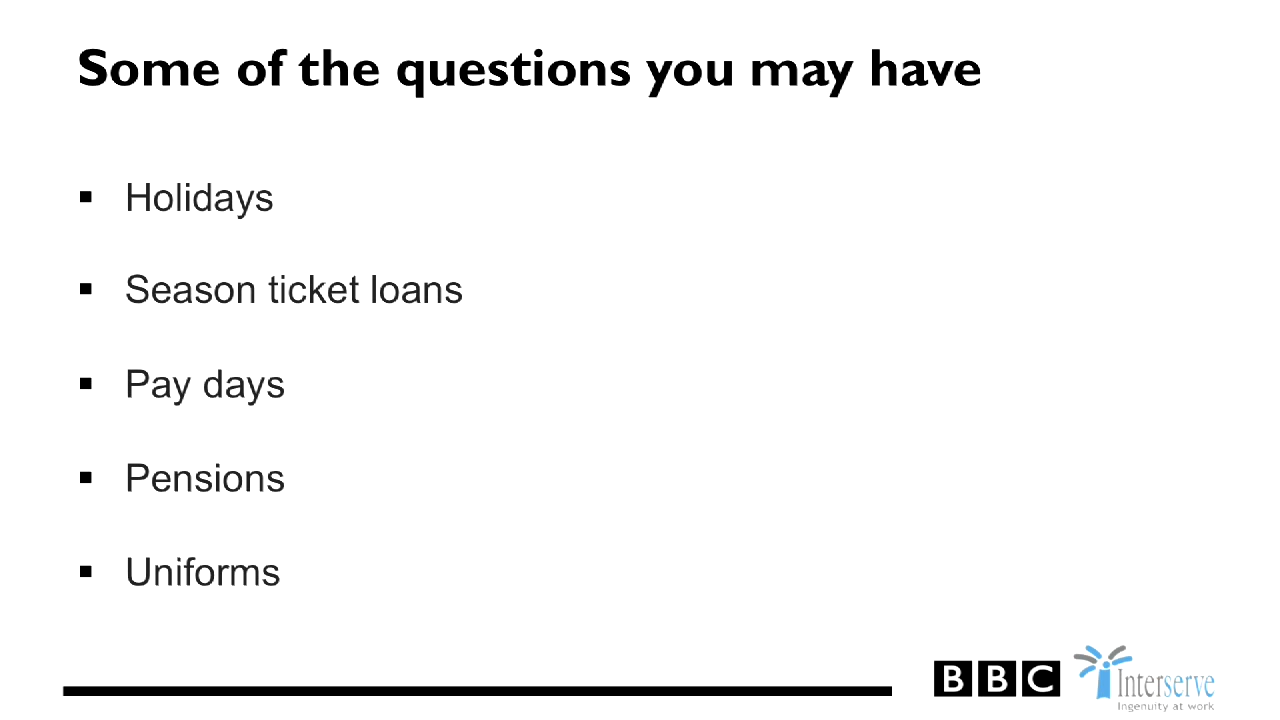 Some of the questions you may have
Holidays
Season ticket loans
Pay days
Pensions
Uniforms
BBC
Interserve
Ingenuity at work